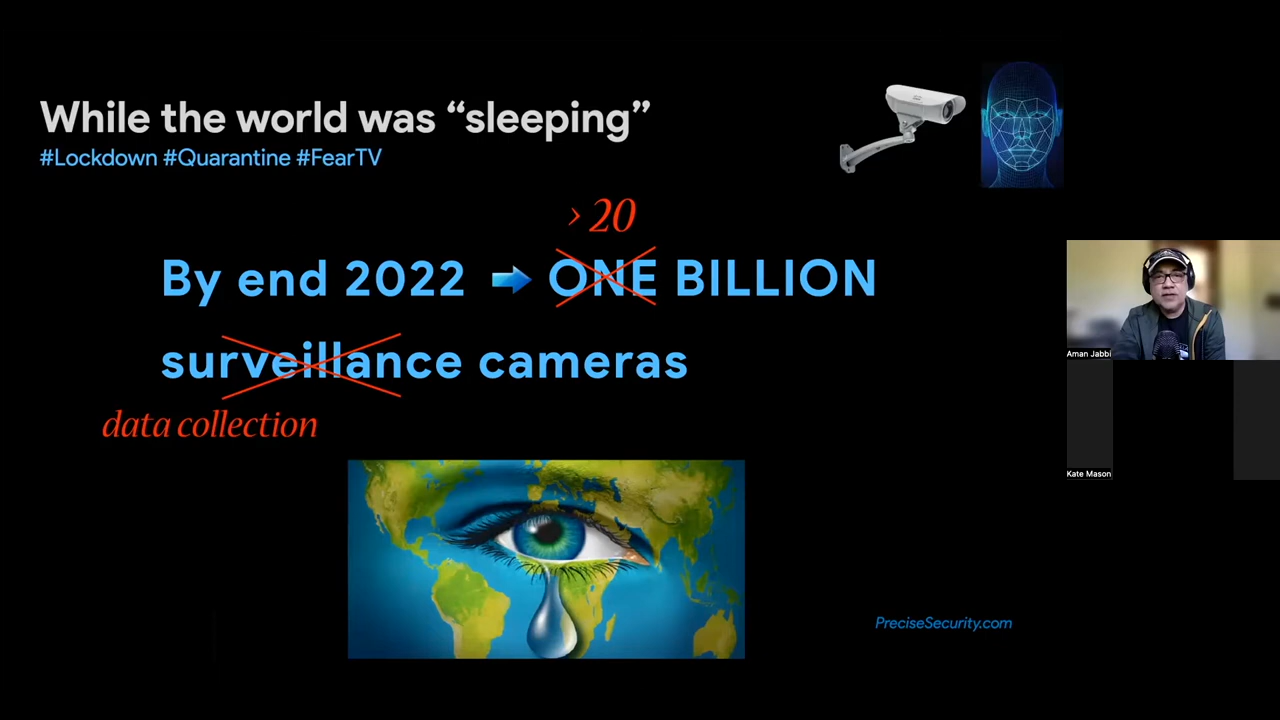 While the world was “sleeping”
#Lockdown #Quarantine #FearTV
> 20
By end 2022 ONE BILLION
surveillance cameras
data collection
Aman Jabbi
Kate Mason
PreciseSecurity.com